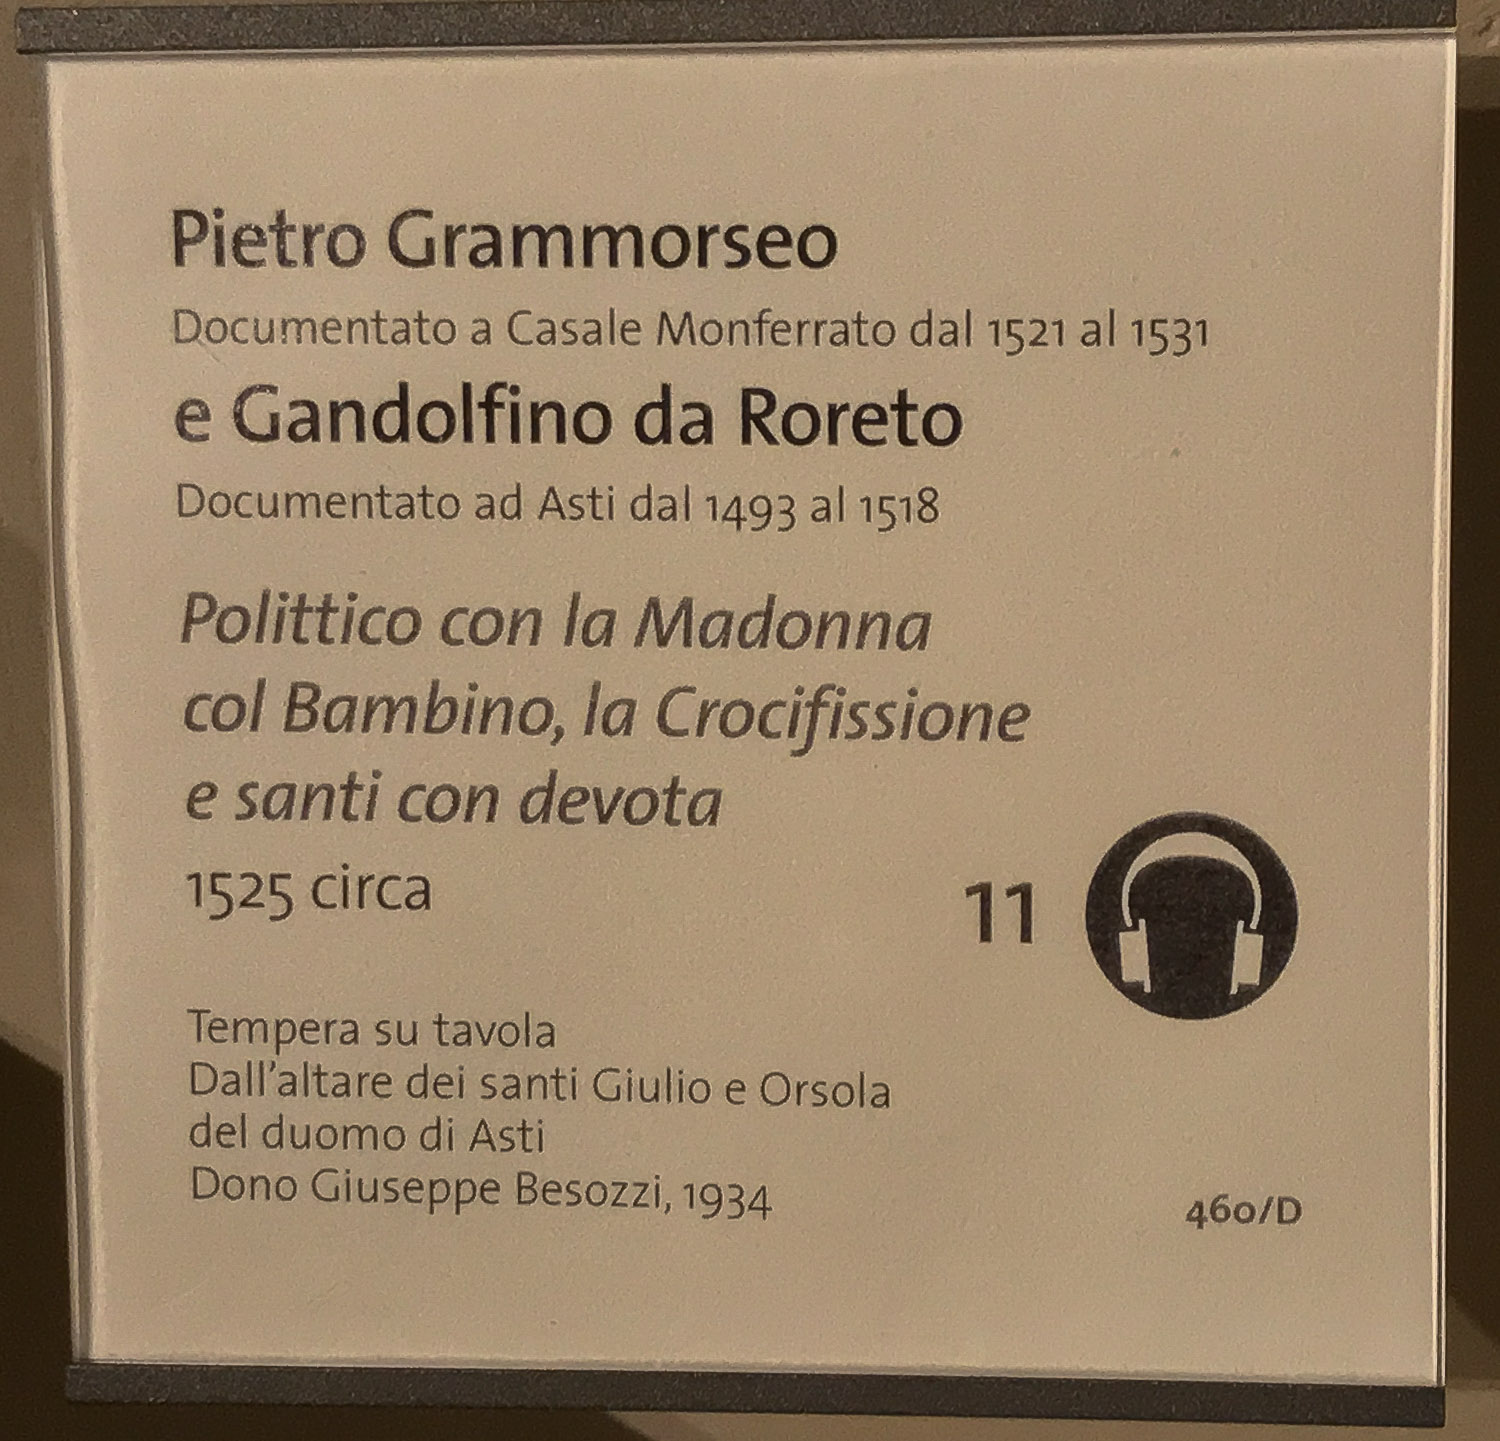 Pietro Grammorseo
Documentato a Casale Monferrato dal 1521 al 1531
e Gandolfino da Roreto
Documentato ad Asti dal 1493 al 1518
Polittico con la Madonna
col Bambino, la Crocifissione
e santi con devota
1525 circa
11
Tempera su tavola
Dall'altare dei santi Giulio e Orsola
del duomo di Asti
Dono Giuseppe Besozzi, 1934
460/D